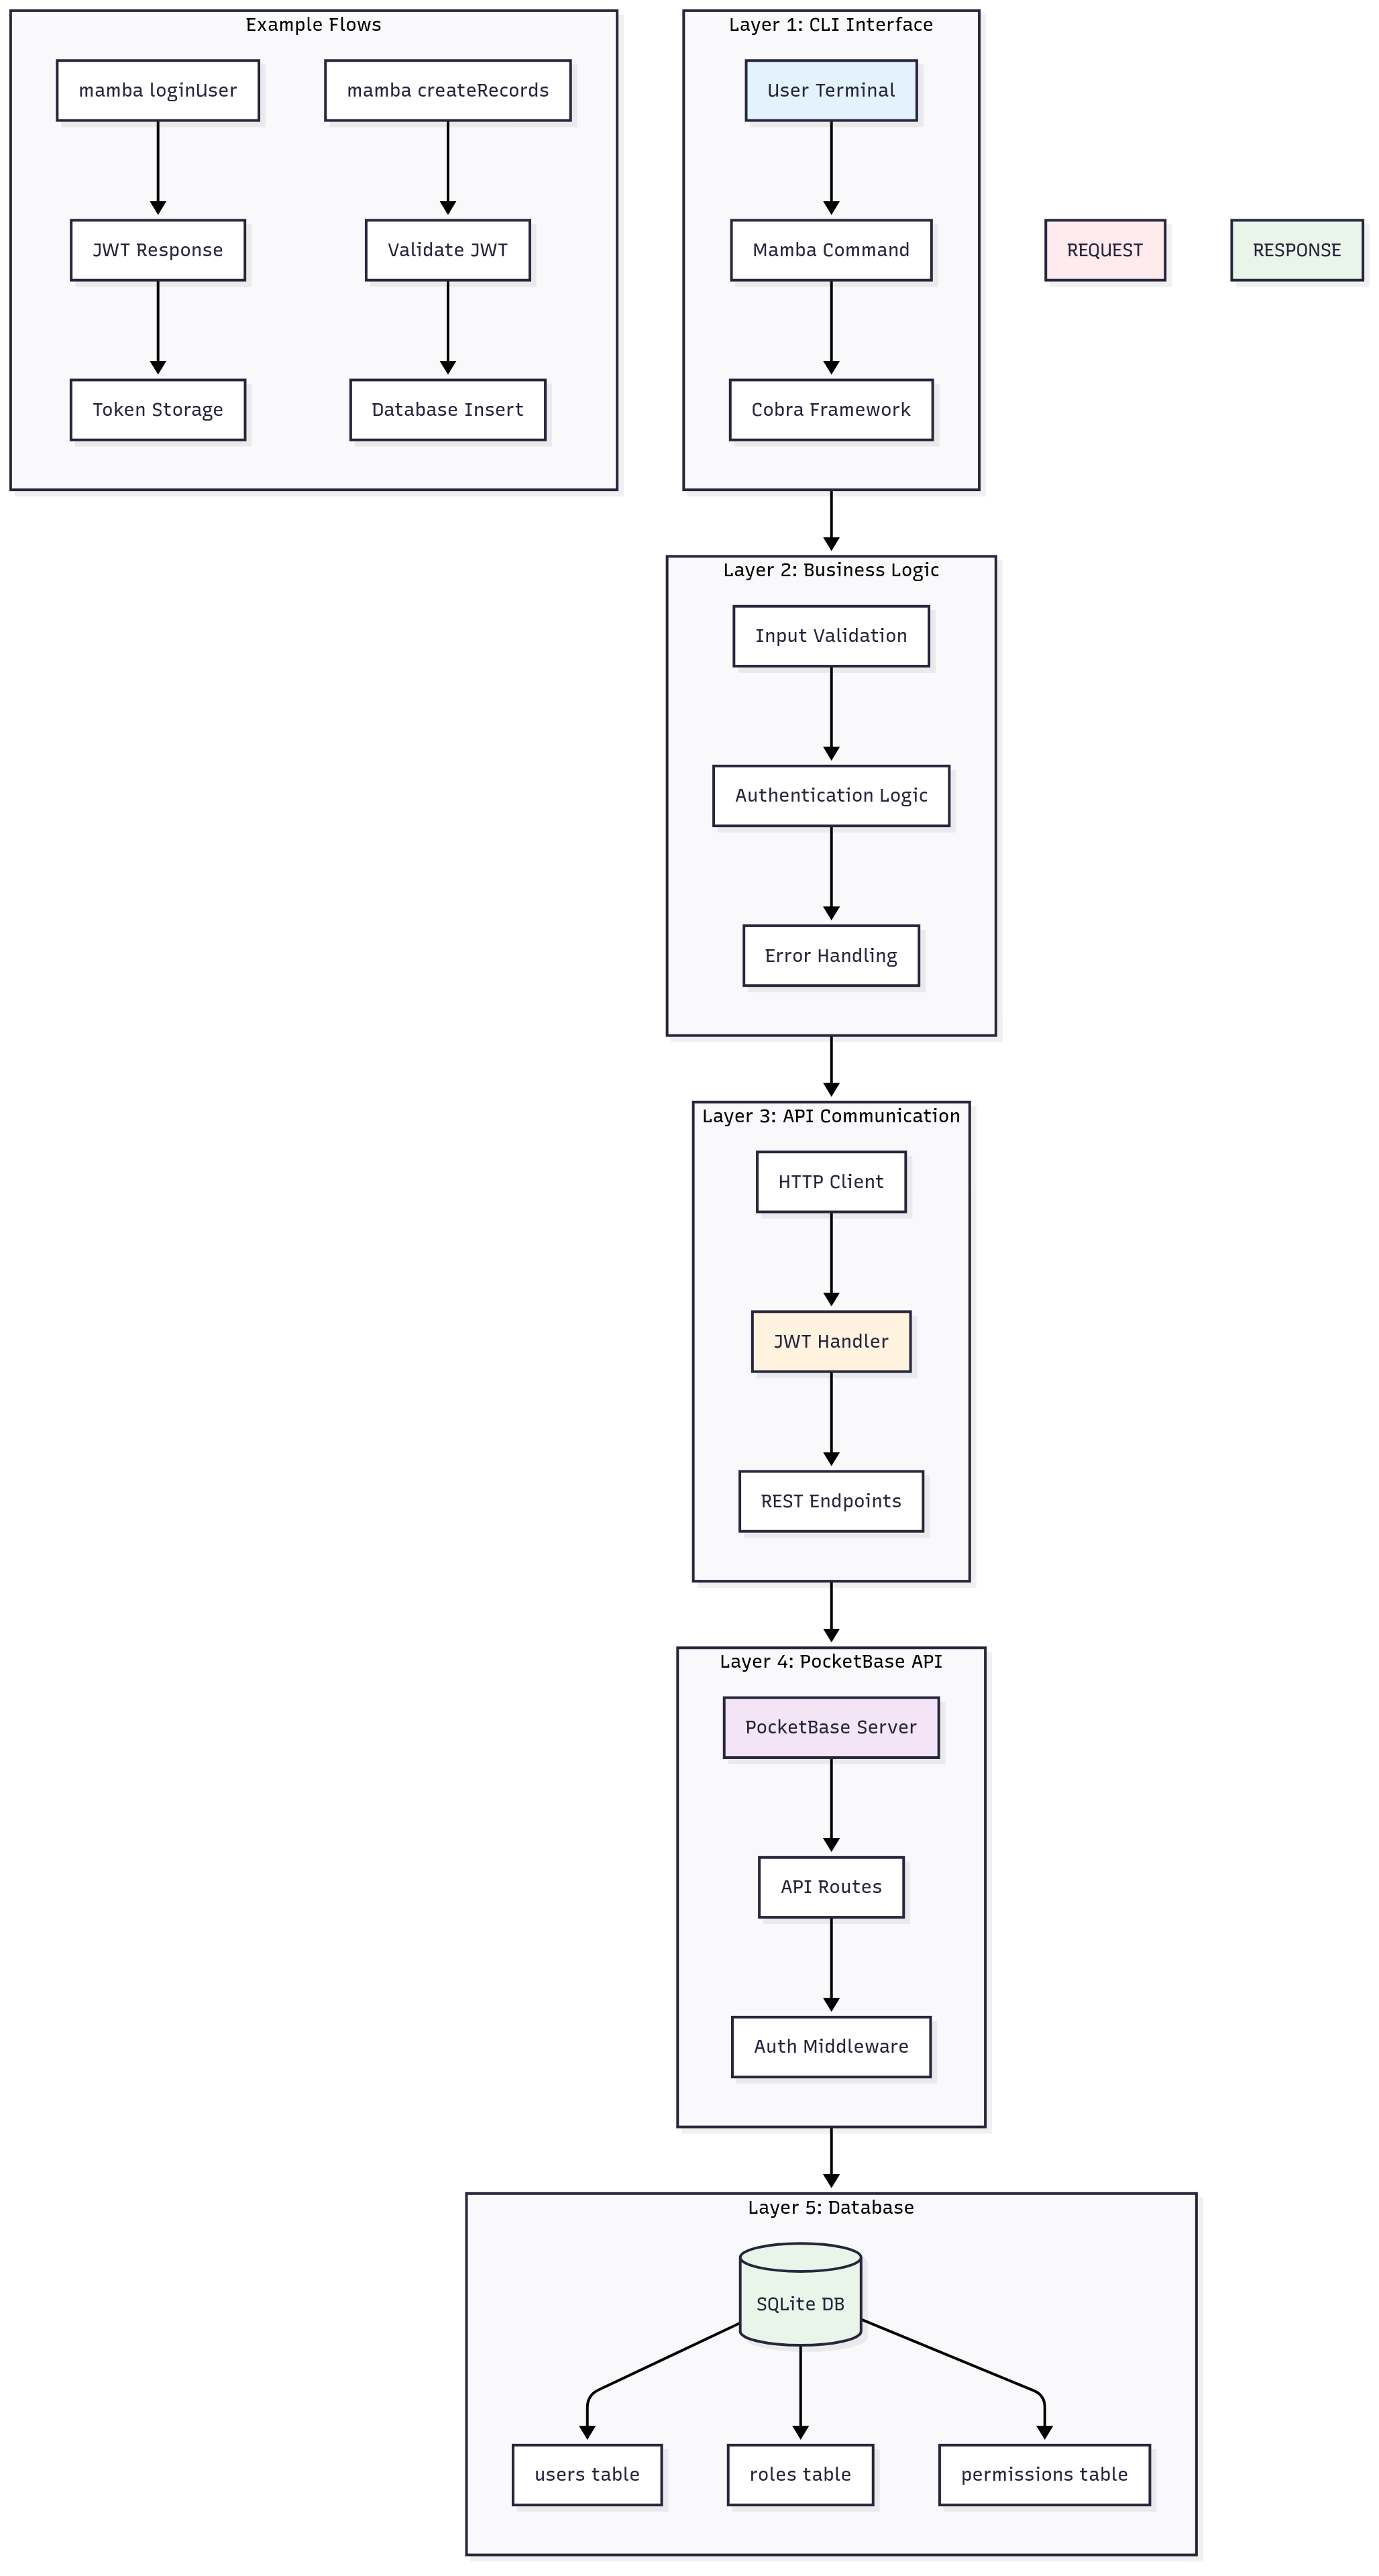 Example Flows
mamba loginUser
mamba createRecords
JWT Response
Validate JWT
Token Storage
Database Insert
Layer 1: CLI Interface
User Terminal
Mamba Command
Cobra Framework
REQUEST
RESPONSE
Layer 2: Business Logic
Input Validation
Authentication Logic
Error Handling
Layer 3: API Communication
HTTP Client
JWT Handler
REST Endpoints
Layer 4: PocketBase API
PocketBase Server
API Routes
Auth Middleware
Layer 5: Database
SQLite DB
users table
roles table
permissions table